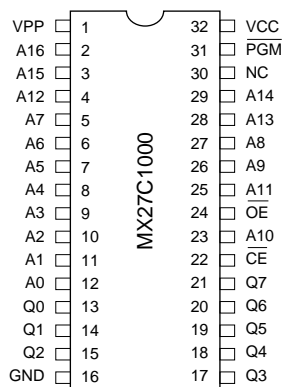 VPP 1 32 VCC
A16 2 31 PGM
A15 3 30 NC
A12 4 29 A14
A7 5 28 A13
A6 6 27 A8
A5 7 26 A9
A4 8 25 A11
A3 9 24 OE
A2 10 23 A10
A1 11 22 CE
A0 12 21 Q7
Q0 13 20 Q6
Q1 14 19 Q5
Q2 15 18 Q4
GND 16 17 Q3
MX27C1000